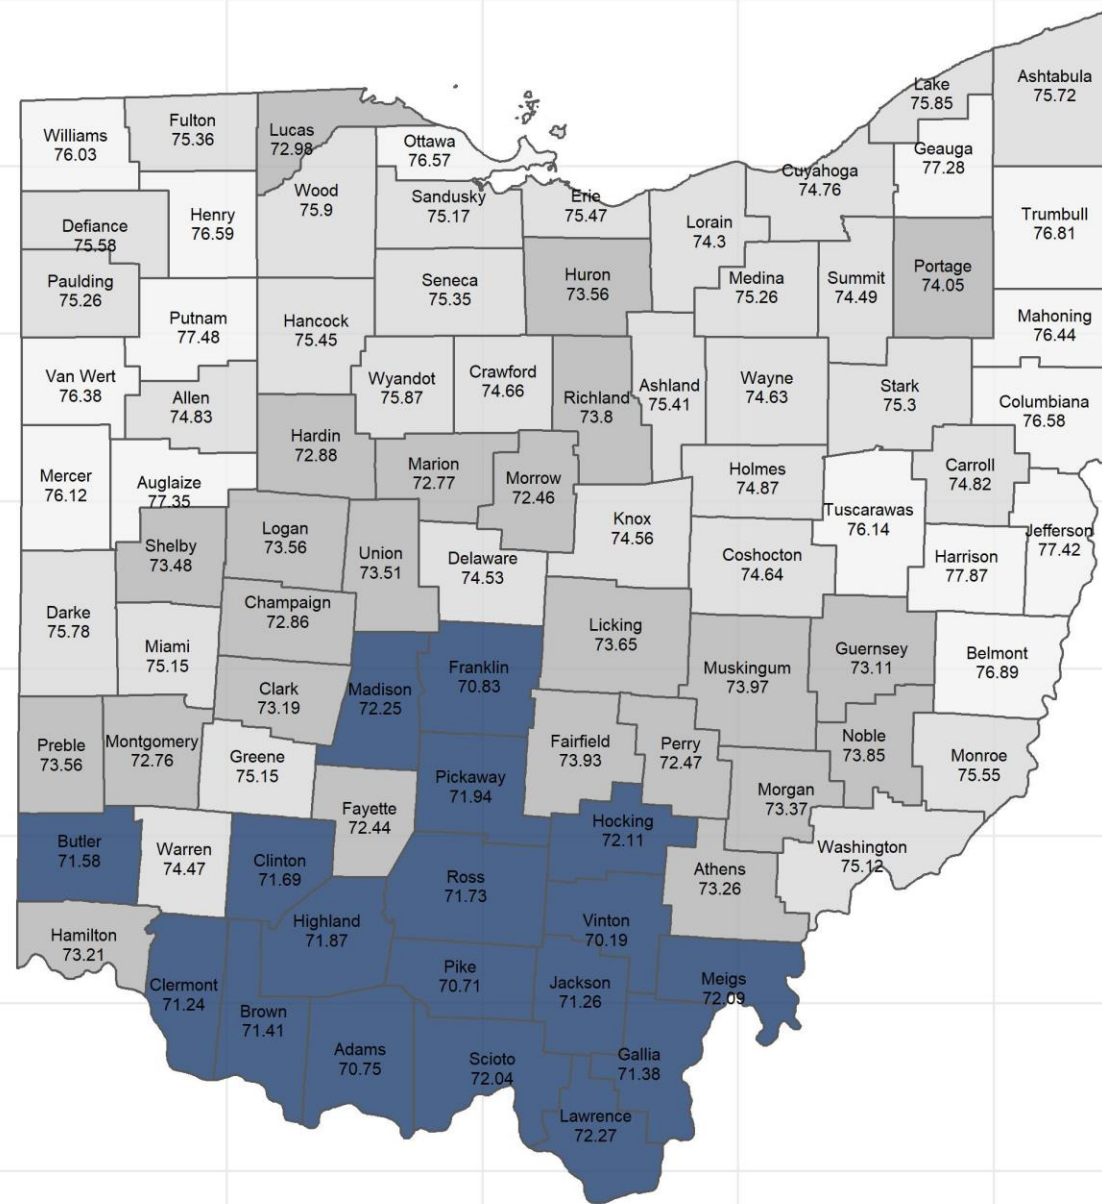 Ashtabula
75.72
Lake
75.85
Fulton
75.36
Lucas
72.98
Williams
76.03
Ottawa
76.57
Geauga
77.28
Cuyahoga
74.76
Wood
75.9
Sandusky
75.17
Erie
75.47
Henry
76.59
Trumbull
76.81
Defiance
75.58
Lorain
74.3
Paulding
75.26
Seneca
75.35
Huron
73.56
Medina
75.26
Summit
74.49
Portage
74.05
Putnam
77.48
Hancock
75.45
Mahoning
76.44
Van Wert
76.38
Allen
74.83
Wyandot
75.87
Crawford
74.66
Richland
73.8
Ashland
75.41
Wayne
74.63
Stark
75.3
Columbiana
76.58
Hardin
72.88
Mercer
76.12
Auglaize
77.35
Marion
72.77
Morrow
72.46
Holmes
74.87
Carroll
74.82
Tuscarawas
76.14
Knox
74.56
Jefferson
77.42
Logan
73.56
Shelby
73.48
Union
73.51
Delaware
74.53
Coshocton
74.64
Harrison
77.87
Darke
75.78
Champaign
72.86
Miami
75.15
Licking
73.65
Guernsey
73.11
Belmont
76.89
Franklin
70.83
Muskingum
73.97
Madison
72.25
Clark
73.19
Preble
73.56
Montgomery
72.76
Greene
75.15
Fairfield
73.93
Perry
72.47
Noble
73.85
Monroe
75.55
Pickaway
71.94
Morgan
73.37
Fayette
72.44
Hocking
72.11
Butler
71.58
Warren
74.47
Clinton
71.69
Washington
75.12
Athens
73.26
Ross
71.73
Highland
71.87
Vinton
70.19
Hamilton
73.21
Pike
70.71
Jackson
71.26
Meigs
72.09
Clermont
71.24
Brown
71.41
Adams
70.75
Scioto
72.04
Gallia
71.38
Lawrence
72.27